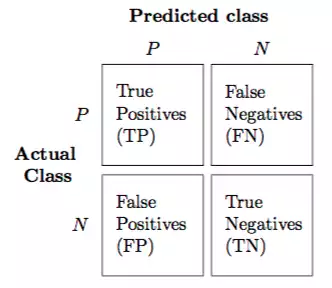 Predicted class
P N
P
True
Positives
(TP)
False
Negatives
(FN)
Actual
Class
N
False
Positives
(FP)
True
Negatives
(TN)